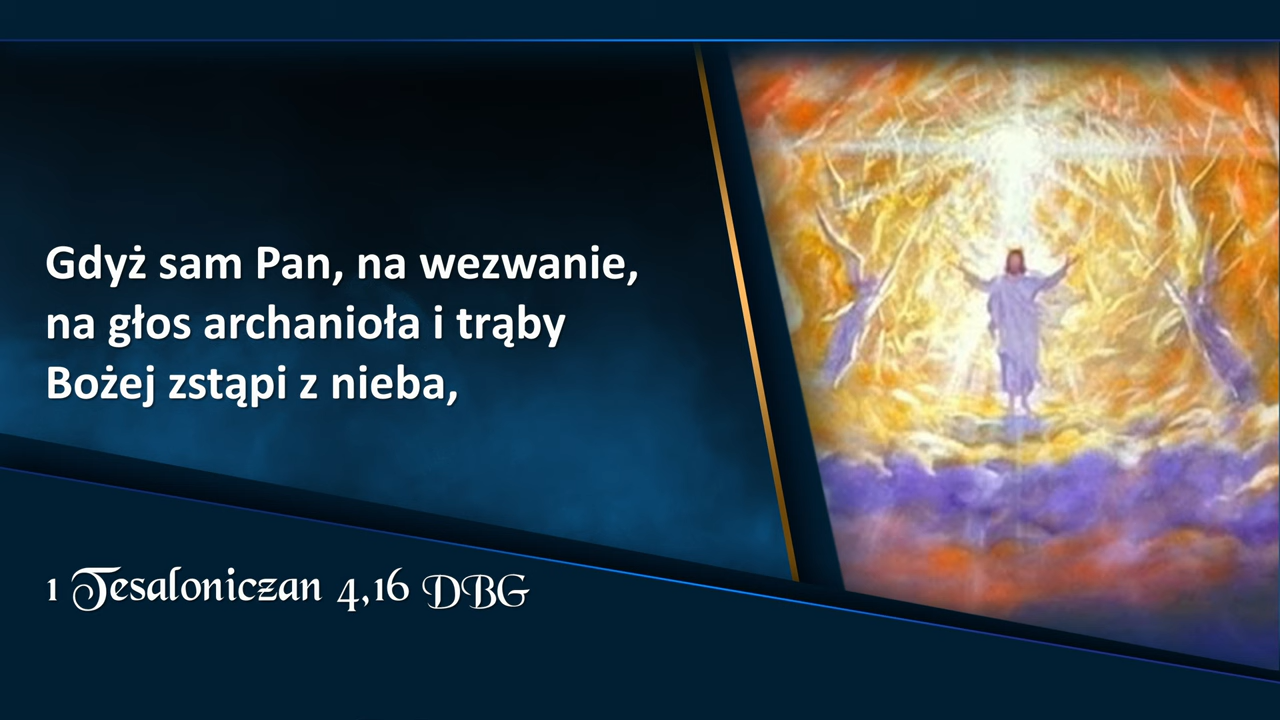 Gdyż sam Pan, na wezwanie,
na głos archanioła i trąby
Bożej zstąpi z nieba,
1 Tesaloniczan 4,16 DBG